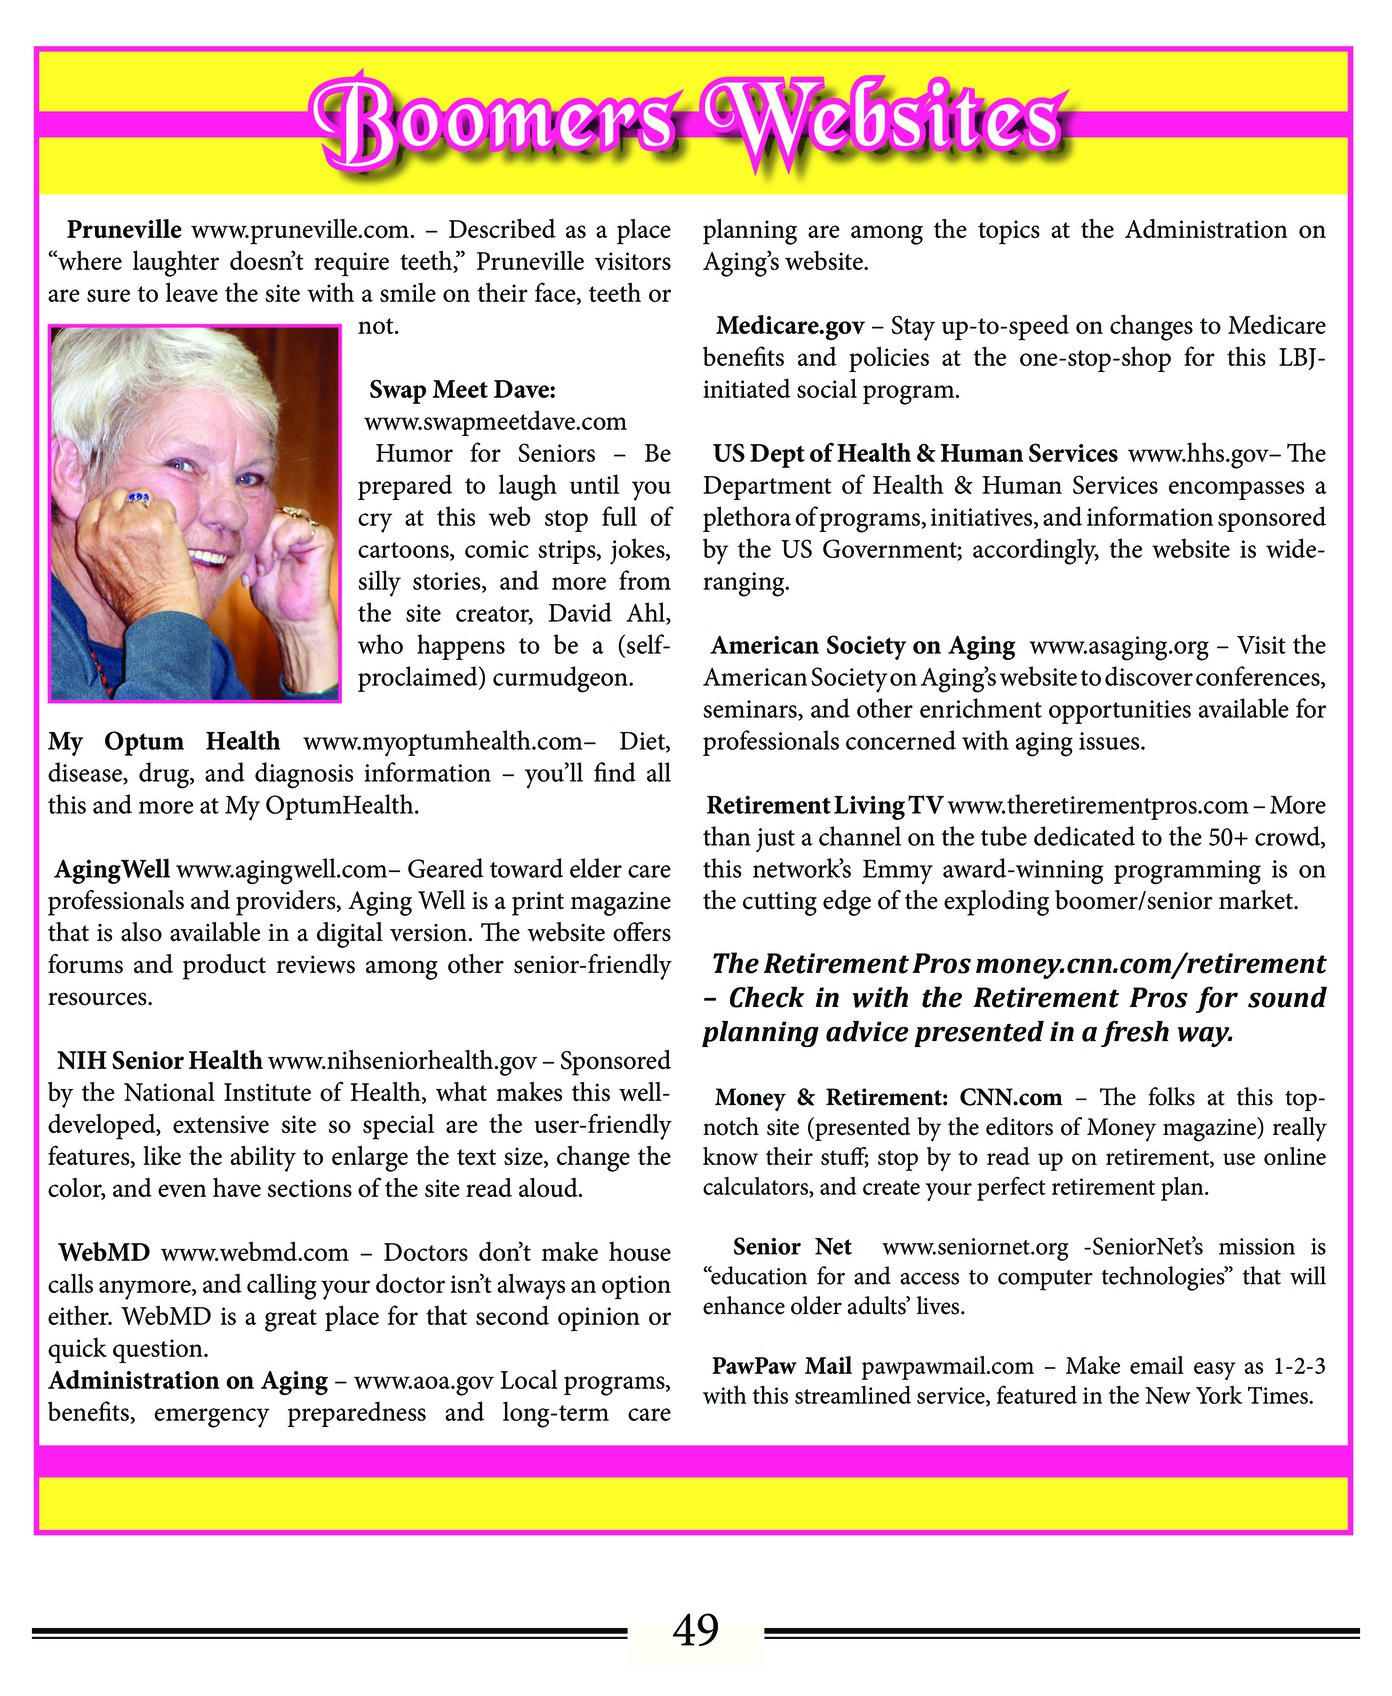 Boomers Websites
Pruneville www.pruneville.com. – Described as a place
“where laughter doesn’t require teeth,” Pruneville visitors
are sure to leave the site with a smile on their face, teeth or
not.
Swap Meet Dave:
www.swapmeetdave.com
Humor for Seniors – Be
prepared to laugh until you
cry at this web stop full of
cartoons, comic strips, jokes,
silly stories, and more from
the site creator, David Ahl,
who happens to be a (self-
proclaimed) curmudgeon.
My Optum Health www.myoptumhealth.com– Diet,
disease, drug, and diagnosis information – you’ll find all
this and more at My OptumHealth.
AgingWell www.agingwell.com– Geared toward elder care
professionals and providers, Aging Well is a print magazine
that is also available in a digital version. The website offers
forums and product reviews among other senior-friendly
resources.
NIH Senior Health www.nihseniorhealth.gov – Sponsored
by the National Institute of Health, what makes this well-
developed, extensive site so special are the user-friendly
features, like the ability to enlarge the text size, change the
color, and even have sections of the site read aloud.
WebMD www.webmd.com – Doctors don’t make house
calls anymore, and calling your doctor isn’t always an option
either. WebMD is a great place for that second opinion or
quick question.
Administration on Aging – www.aoa.gov Local programs,
benefits, emergency preparedness and long-term care
planning are among the topics at the Administration on
Aging’s website.
Medicare.gov – Stay up-to-speed on changes to Medicare
benefits and policies at the one-stop-shop for this LBJ-
initiated social program.
US Dept of Health & Human Services www.hhs.gov– The
Department of Health & Human Services encompasses a
plethora of programs, initiatives, and information sponsored
by the US Government; accordingly, the website is wide-
ranging.
American Society on Aging www.asaging.org – Visit the
American Society on Aging’s website to discover conferences,
seminars, and other enrichment opportunities available for
professionals concerned with aging issues.
Retirement Living TV www.theretirementpros.com – More
than just a channel on the tube dedicated to the 50+ crowd,
this network’s Emmy award-winning programming is on
the cutting edge of the exploding boomer/senior market.
The Retirement Pros money.cnn.com/retirement
– Check in with the Retirement Pros for sound
planning advice presented in a fresh way.
Money & Retirement: CNN.com – The folks at this top-
notch site (presented by the editors of Money magazine) really
know their stuff; stop by to read up on retirement, use online
calculators, and create your perfect retirement plan.
Senior Net www.seniornet.org -SeniorNet’s mission is
“education for and access to computer technologies” that will
enhance older adults’ lives.
PawPaw Mail pawpawmail.com – Make email easy as 1-2-3
with this streamlined service, featured in the New York Times.
49